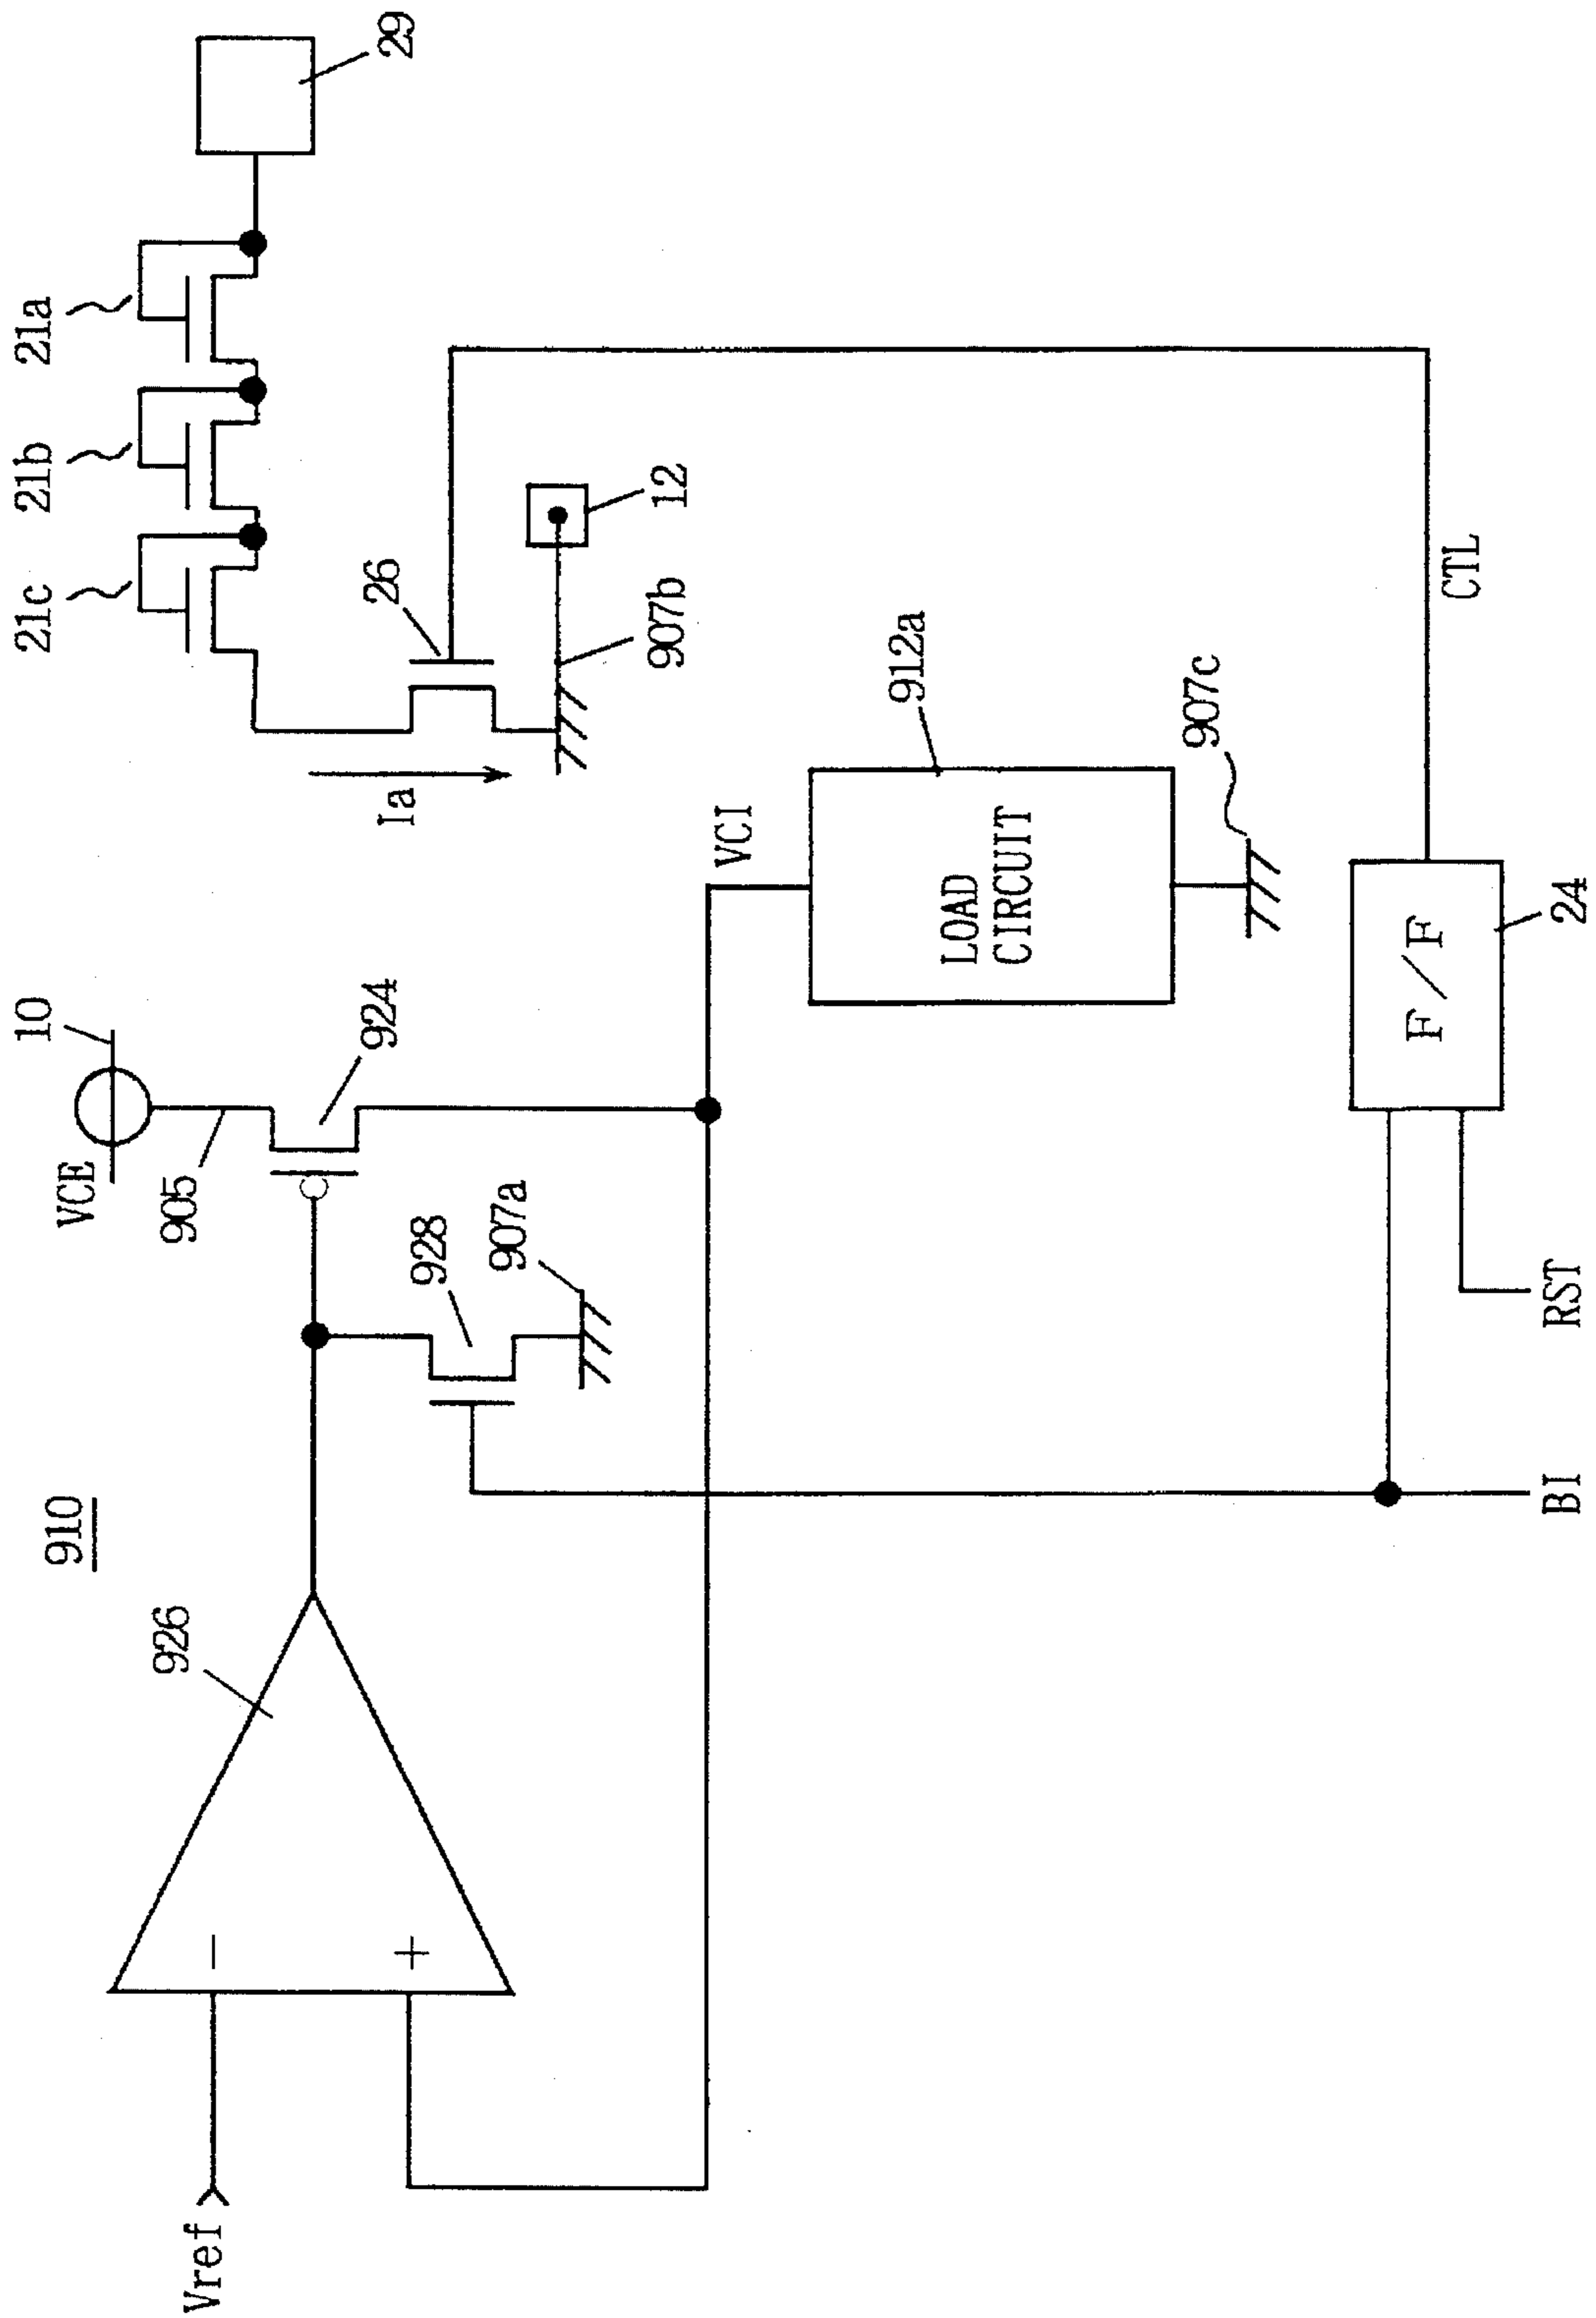 910
VCE
10
905
924
926
928
907a
Vref
−
+
21c
21b
21a
29
26
12
907b
Ia
VCI
912a
LOAD
CIRCUIT
907c
CTL
F/F
24
BI
RST